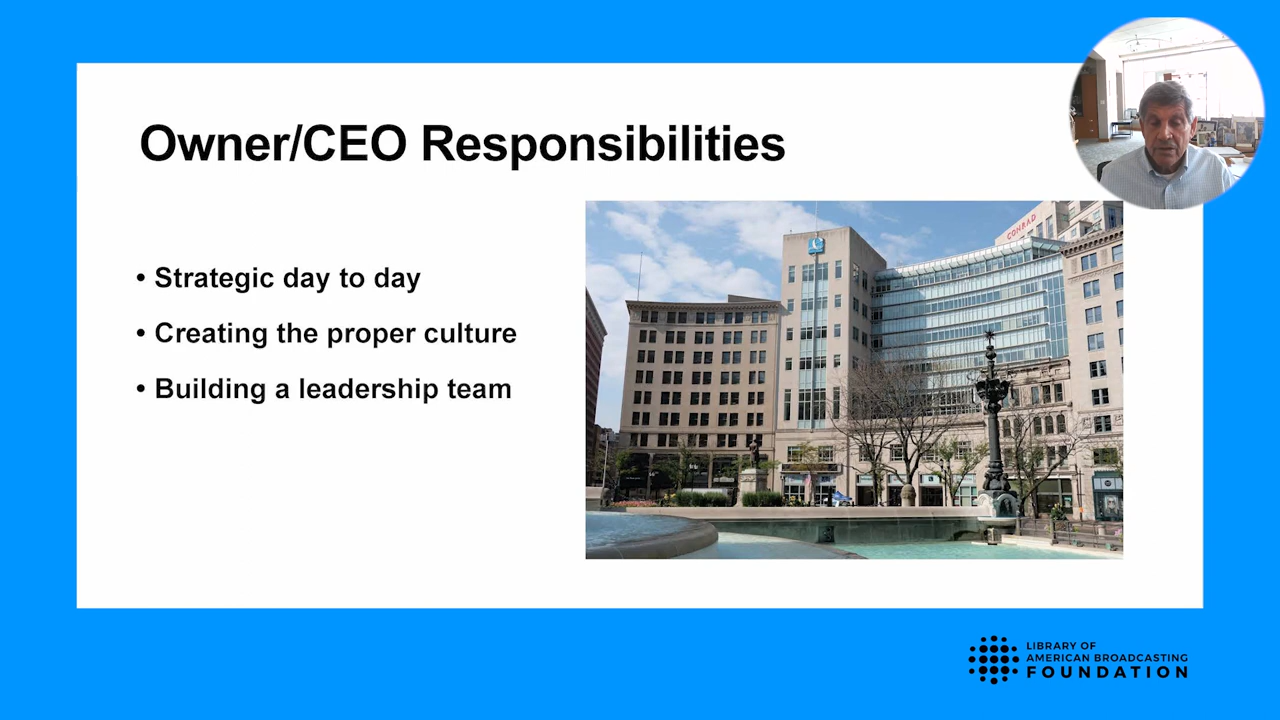 Owner/CEO Responsibilities
• Strategic day to day
• Creating the proper culture
• Building a leadership team
CONRAD
LIBRARY OF
AMERICAN BROADCASTING
FOUNDATION